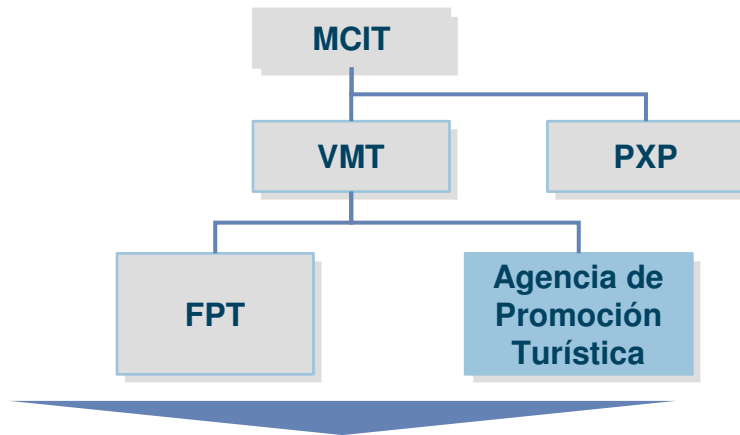 MCIT
VMT
PXP
FPT
Agencia de
Promoción
Turística